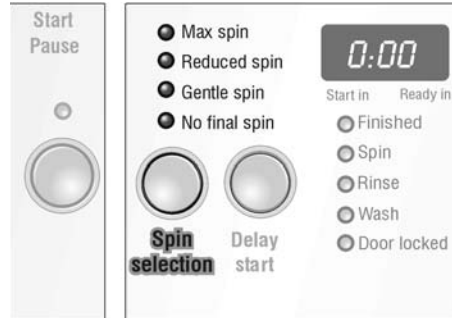 Start
Pause
Max spin
Reduced spin
Gentle spin
No final spin
0:00
Start in Ready in
Finished
Spin
Rinse
Wash
Door locked
Spin
selection
Delay
start